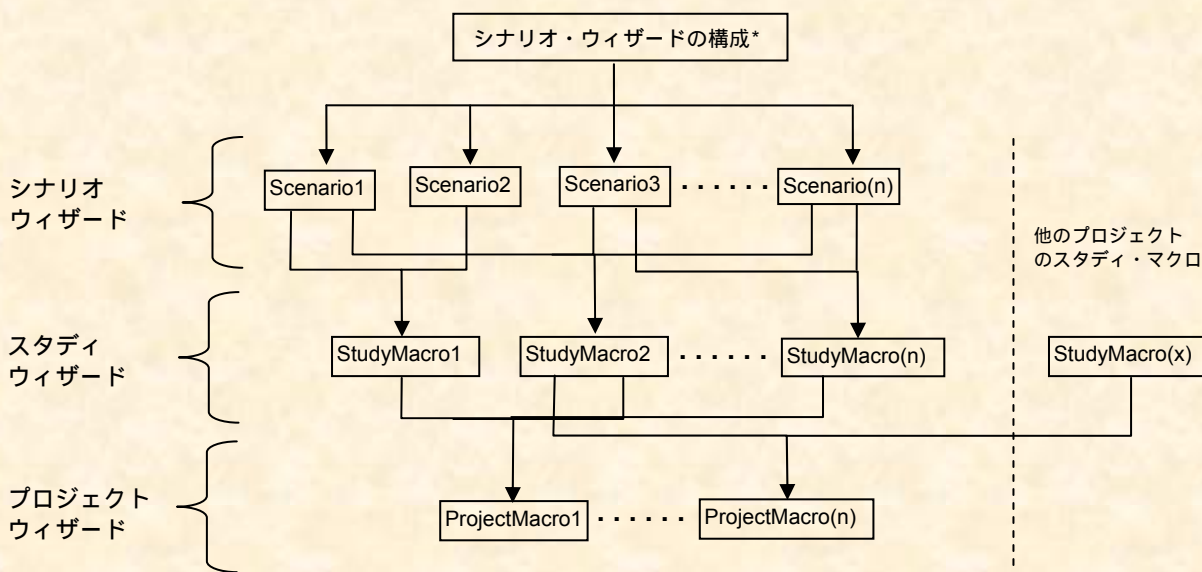 シナリオ・ウィザードの構成*
シナリオ
ウィザード
Scenario1
Scenario2
Scenario3
・・・・・・
Scenario(n)
他のプロジェクト
のスタディ・マクロ
スタディ
ウィザード
StudyMacro1
StudyMacro2
・・・・・・
StudyMacro(n)
StudyMacro(x)
プロジェクト
ウィザード
ProjectMacro1
・・・・・・
ProjectMacro(n)